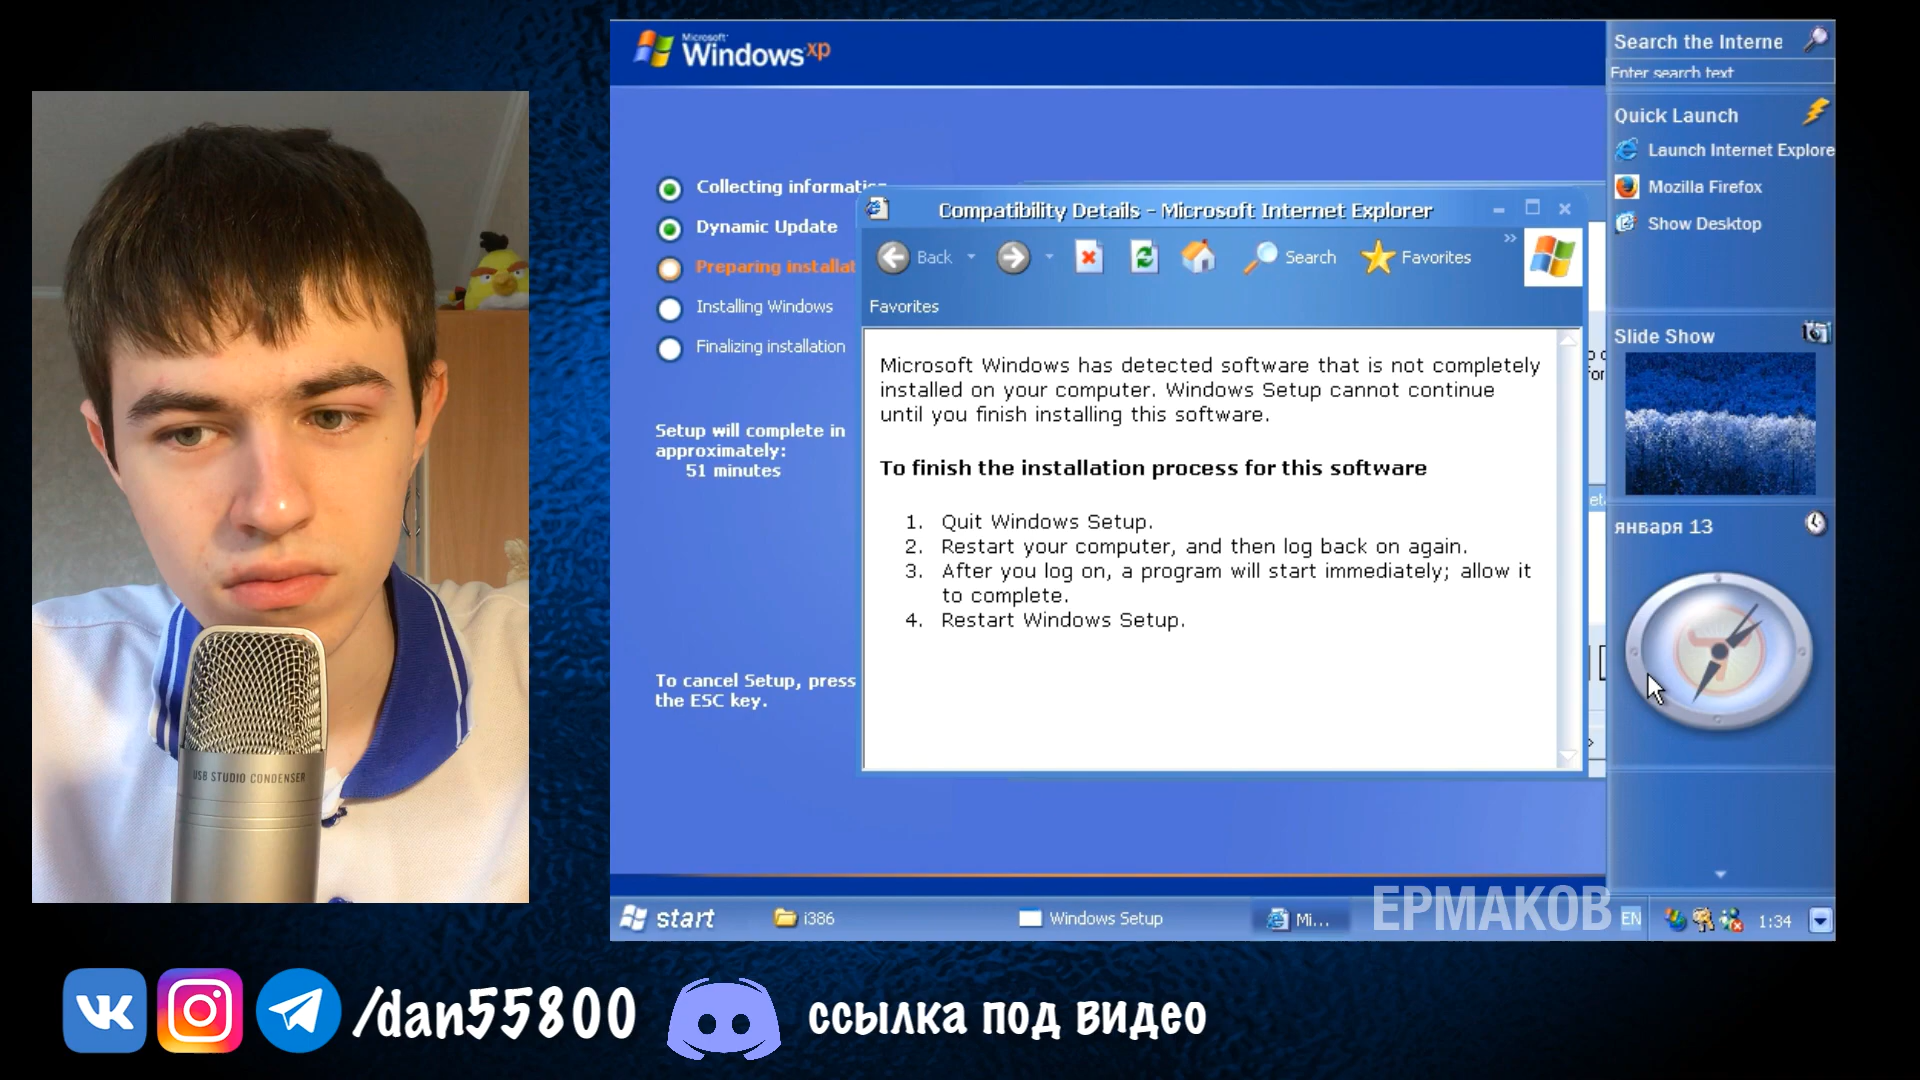 Microsoft
Windows xp
Collecting information
Dynamic Update
Preparing installat
Installing Windows
Finalizing installation
Setup will complete in
approximately:
51 minutes
To cancel Setup, press
the ESC key.
Compatibility Details - Microsoft Internet Explorer
Back
Search
Favorites
Favorites
Microsoft Windows has detected software that is not completely
installed on your computer. Windows Setup cannot continue
until you finish installing this software.
To finish the installation process for this software
1. Quit Windows Setup.
2. Restart your computer, and then log back on again.
3. After you log on, a program will start immediately; allow it
to complete.
4. Restart Windows Setup.
Search the Interne
Enter search text
Quick Launch
Launch Internet Explore
Mozilla Firefox
Show Desktop
Slide Show
января 13
start
i386
Windows Setup
Mi...
ЕРМАКОВ
EN
1:34
USB STUDIO CONDENSER
/dan55800
ссылка под видео